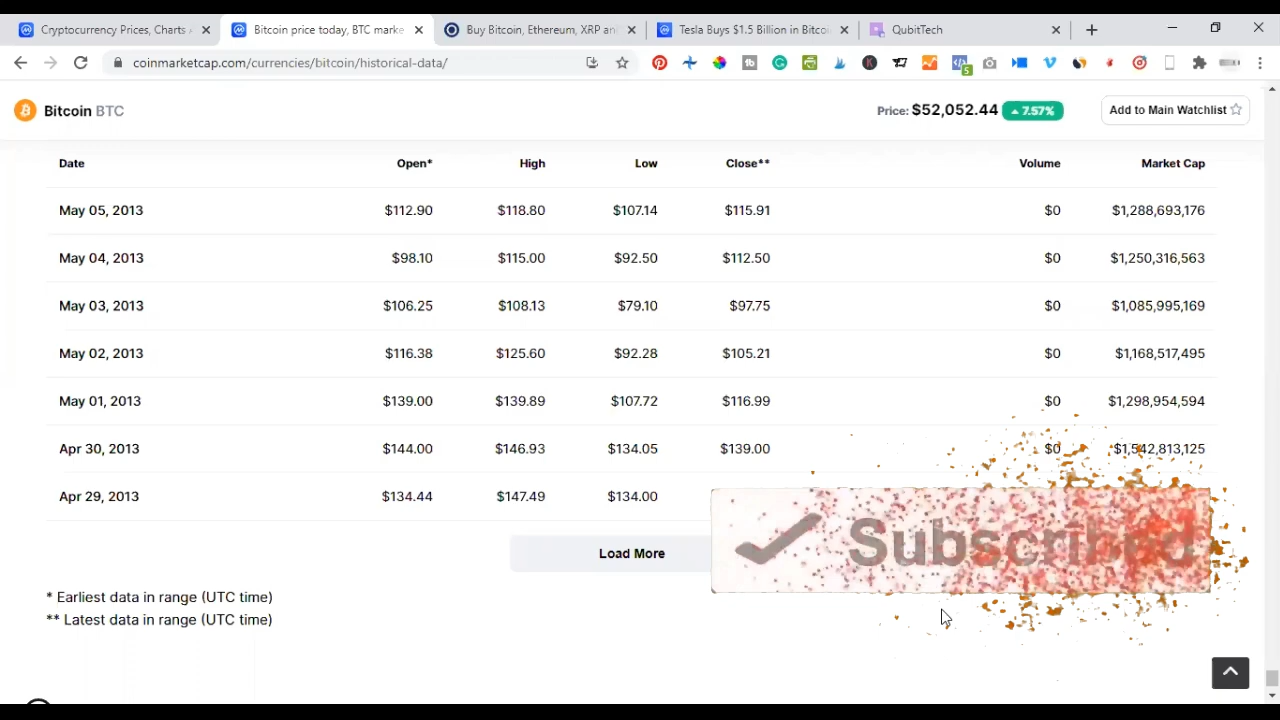 Cryptocurrency Prices, Charts A
Bitcoin price today, BTC marke
Buy Bitcoin, Ethereum, XRP an
Tesla Buys $1.5 Billion in Bitcoi
QubitTech
coinmarketcap.com/currencies/bitcoin/historical-data/
5
Bitcoin BTC Price: $52,052.44 7.57% Add to Main Watchlist
Date Open* High Low Close** Volume Market Cap
May 05, 2013 $112.90 $118.80 $107.14 $115.91 $0 $1,288,693,176
May 04, 2013 $98.10 $115.00 $92.50 $112.50 $0 $1,250,316,563
May 03, 2013 $106.25 $108.13 $79.10 $97.75 $0 $1,085,995,169
May 02, 2013 $116.38 $125.60 $92.28 $105.21 $0 $1,168,517,495
May 01, 2013 $139.00 $139.89 $107.72 $116.99 $0 $1,298,954,594
Apr 30, 2013 $144.00 $146.93 $134.05 $139.00 $0 $1,542,813,125
Apr 29, 2013 $134.44 $147.49 $134.00
Subscribed
Load More
* Earliest data in range (UTC time)
** Latest data in range (UTC time)